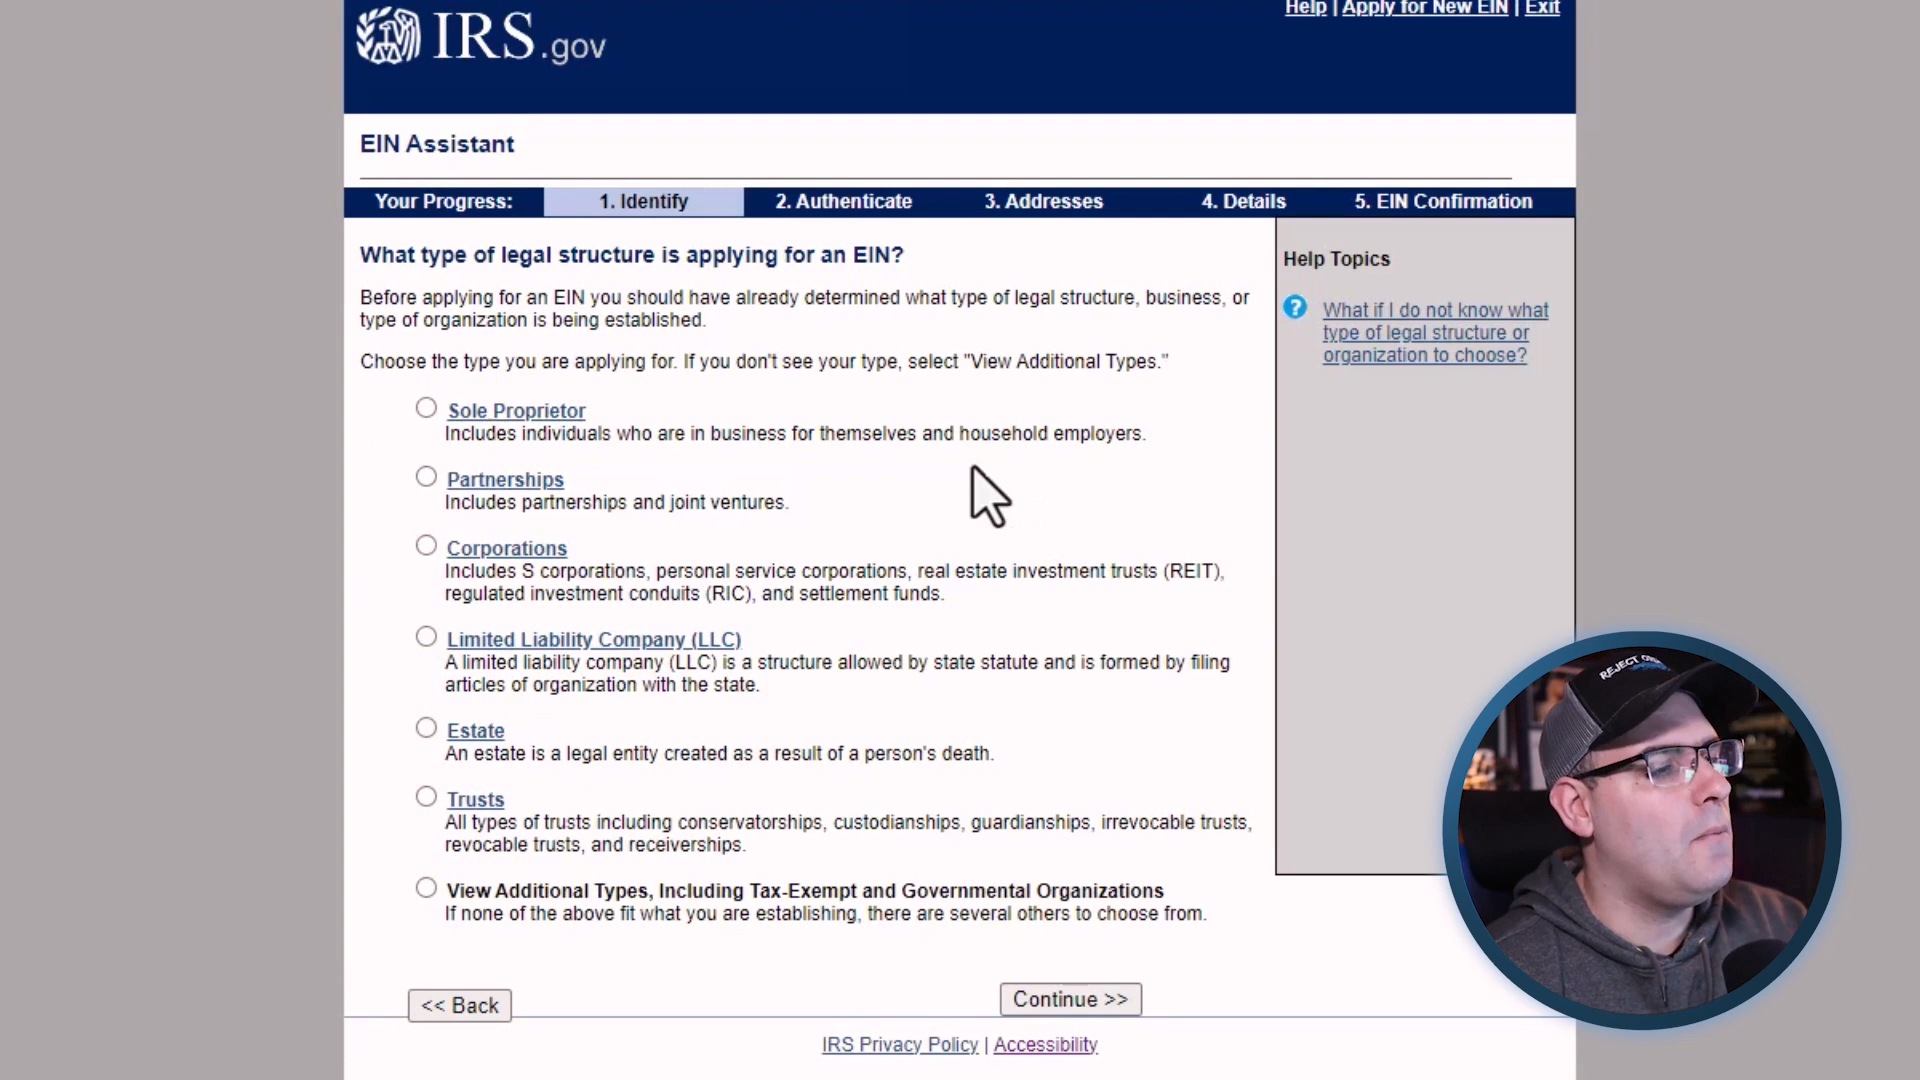 Help | Apply for New EIN | Exit
IRS.gov
EIN Assistant
Your Progress: 1. Identify 2. Authenticate 3. Addresses 4. Details 5. EIN Confirmation
What type of legal structure is applying for an EIN?
Before applying for an EIN you should have already determined what type of legal structure, business, or
type of organization is being established.
Choose the type you are applying for. If you don't see your type, select "View Additional Types."
Sole Proprietor
Includes individuals who are in business for themselves and household employers.
Partnerships
Includes partnerships and joint ventures.
Corporations
Includes S corporations, personal service corporations, real estate investment trusts (REIT),
regulated investment conduits (RIC), and settlement funds.
Limited Liability Company (LLC)
A limited liability company (LLC) is a structure allowed by state statute and is formed by filing
articles of organization with the state.
Estate
An estate is a legal entity created as a result of a person's death.
Trusts
All types of trusts including conservatorships, custodianships, guardianships, irrevocable trusts,
revocable trusts, and receiverships.
View Additional Types, Including Tax-Exempt and Governmental Organizations
If none of the above fit what you are establishing, there are several others to choose from.
<< Back
Continue >>
IRS Privacy Policy | Accessibility
Help Topics
? What if I do not know what
type of legal structure or
organization to choose?
REJECT